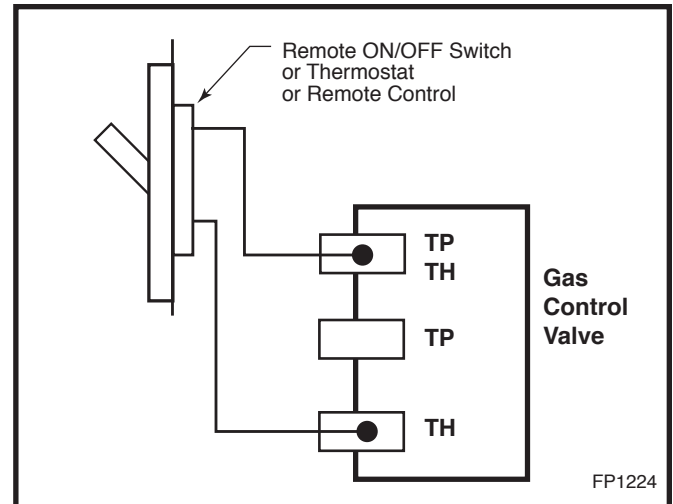 Remote ON/OFF Switch
or Thermostat
or Remote Control
TP
TH
Gas
Control
Valve
TP
TH
FP1224